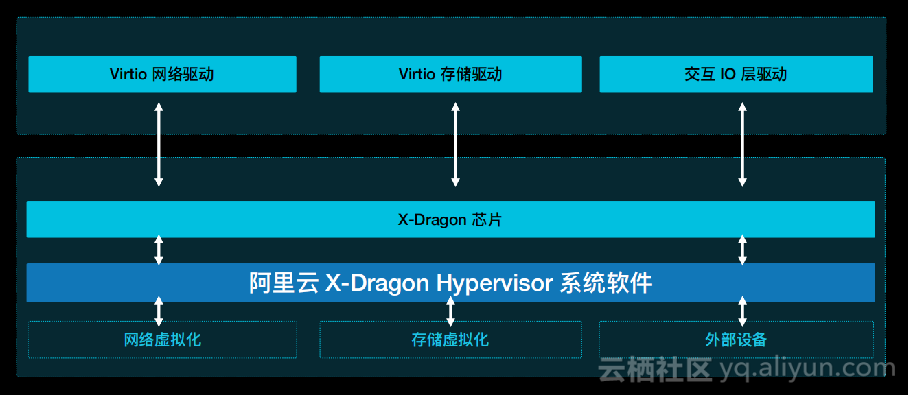 Virtio 网络驱动
Virtio 存储驱动
交互 IO 层驱动
X-Dragon 芯片
阿里云 X-Dragon Hypervisor 系统软件
网络虚拟化
存储虚拟化
外部设备
云栖社区 yq.aliyun.com